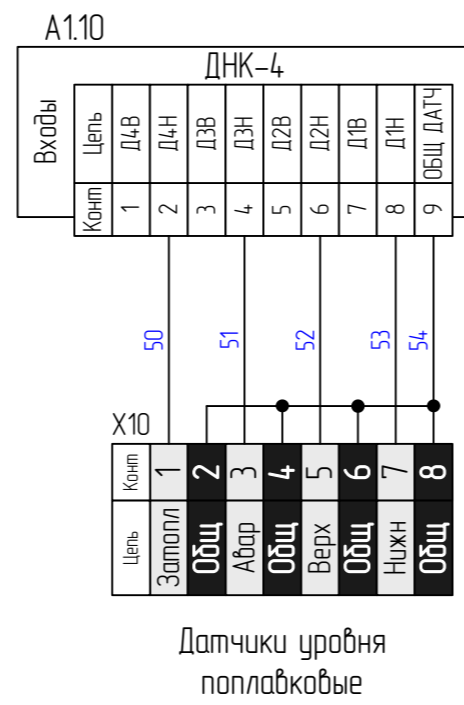 А1.10
ДНК-4
Входы
Цепь Д4В Д4Н Д3В Д3Н Д2В Д2Н Д1В Д1Н ОБЩ ДАТЧ
Конт 1 2 3 4 5 6 7 8 9
50 51 52 53 54
Х10
Конт 1 2 3 4 5 6 7 8
Цепь Затопл Общ Авар Общ Верх Общ Нижн Общ
Датчики уровня
поплавковые